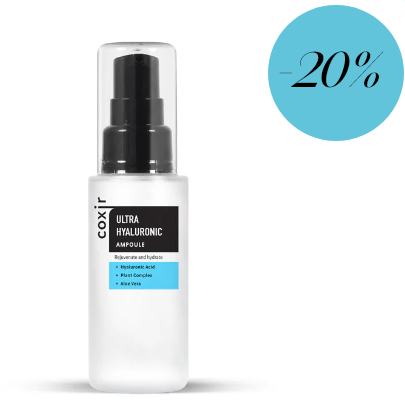 -20%
coxir
ULTRA
HYALURONIC
AMPOULE
Rejuvenate and hydrate
• Hyaluronic Acid
• Plant Complex
• Aloe Vera